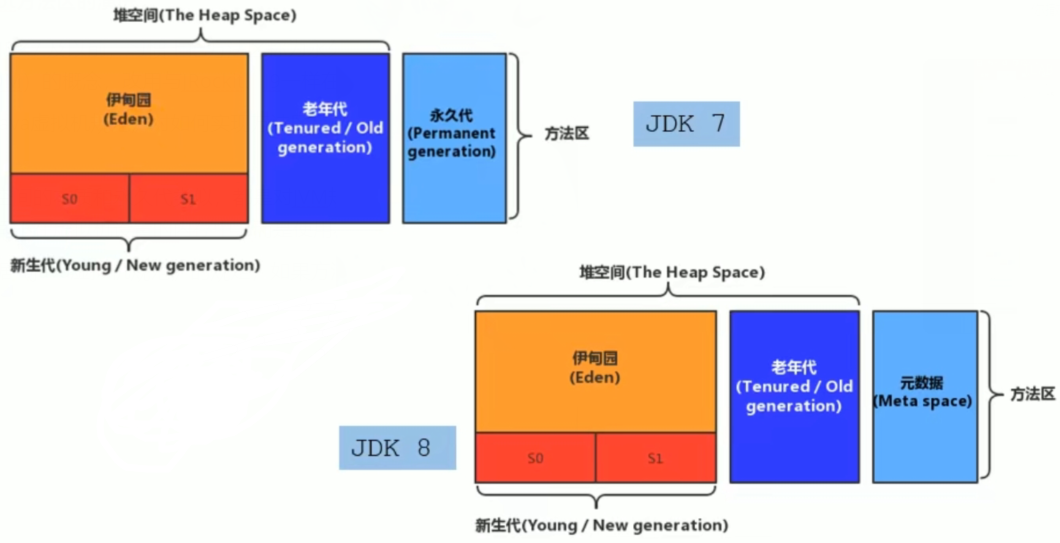 堆空间(The Heap Space)
伊甸园
(Eden)
S0
S1
新生代(Young / New generation)
老年代
(Tenured / Old
generation)
永久代
(Permanent
generation)
方法区
JDK 7
堆空间(The Heap Space)
伊甸园
(Eden)
S0
S1
新生代(Young / New generation)
老年代
(Tenured / Old
generation)
元数据
(Meta space)
方法区
JDK 8